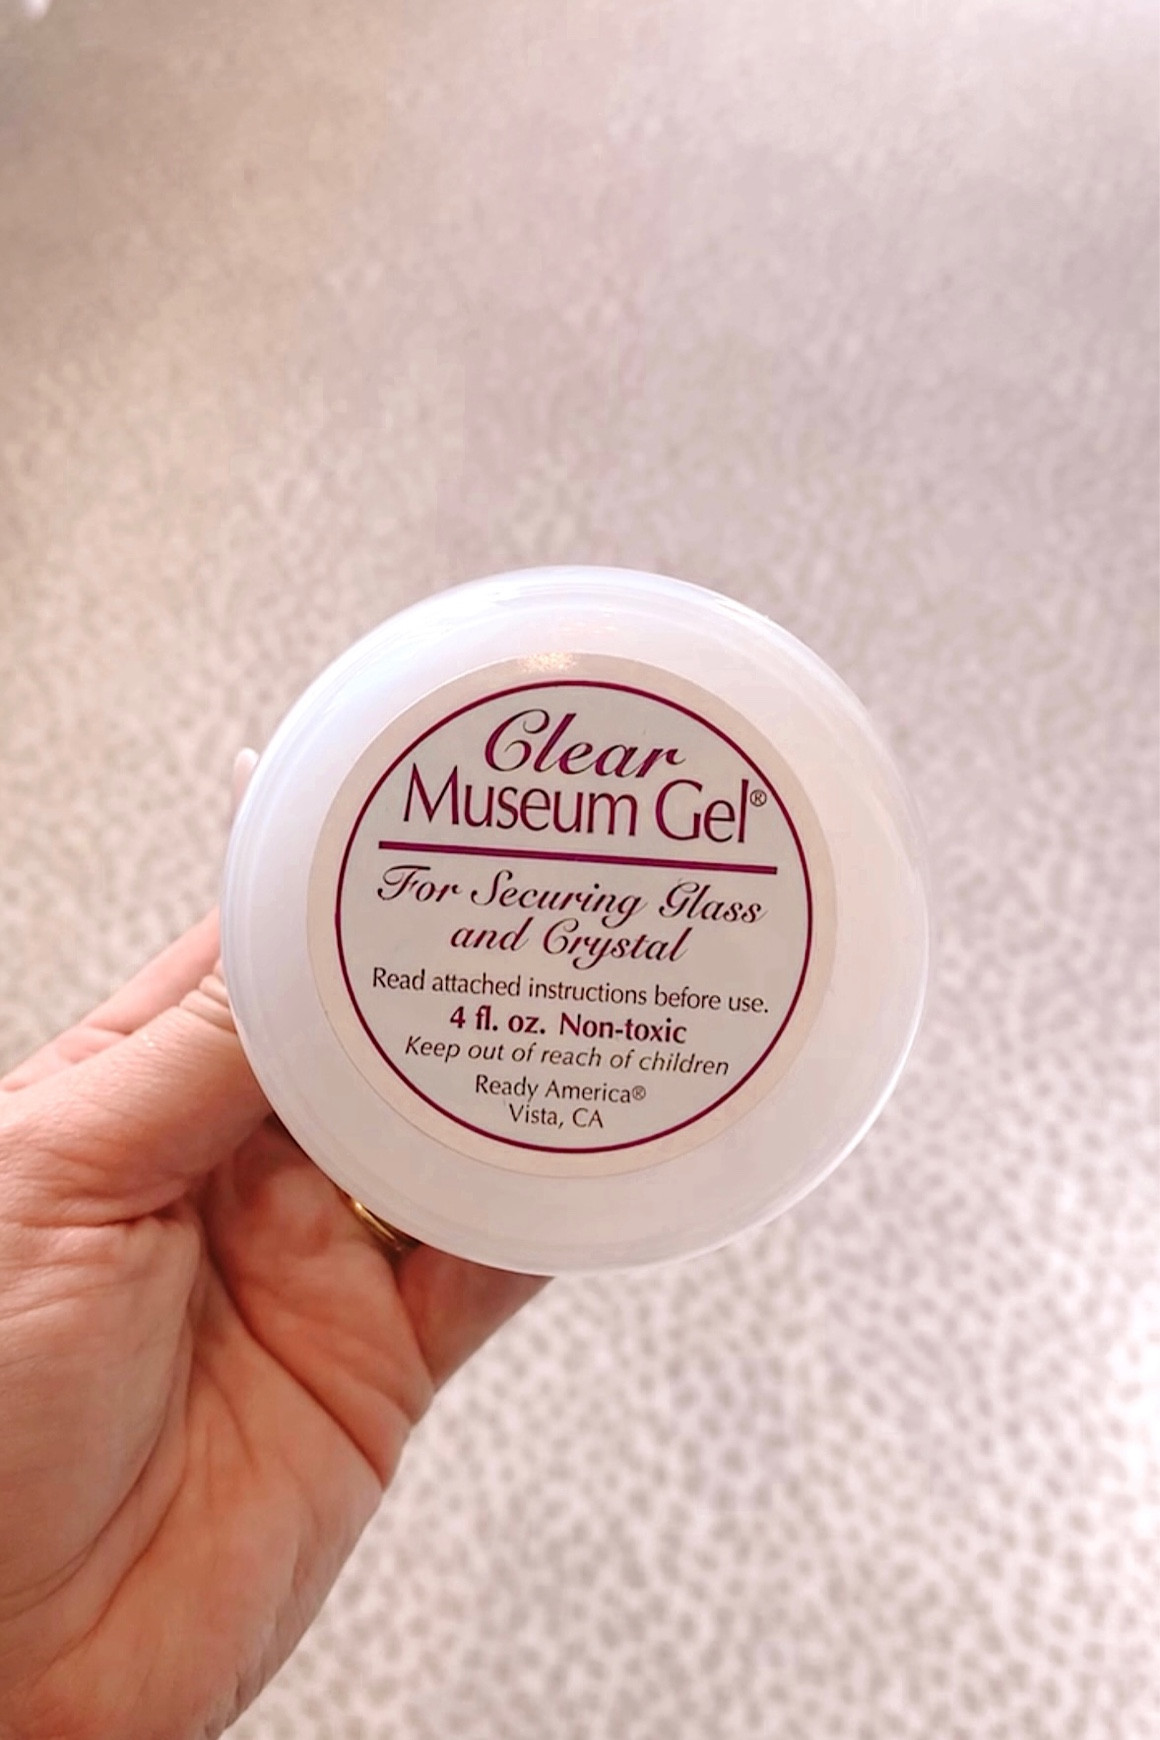 Clear
Museum Gel®
For Securing Glass
and Crystal
Read attached instructions before use.
4 fl. oz. Non-toxic
Keep out of reach of children
Ready America®
Vista, CA